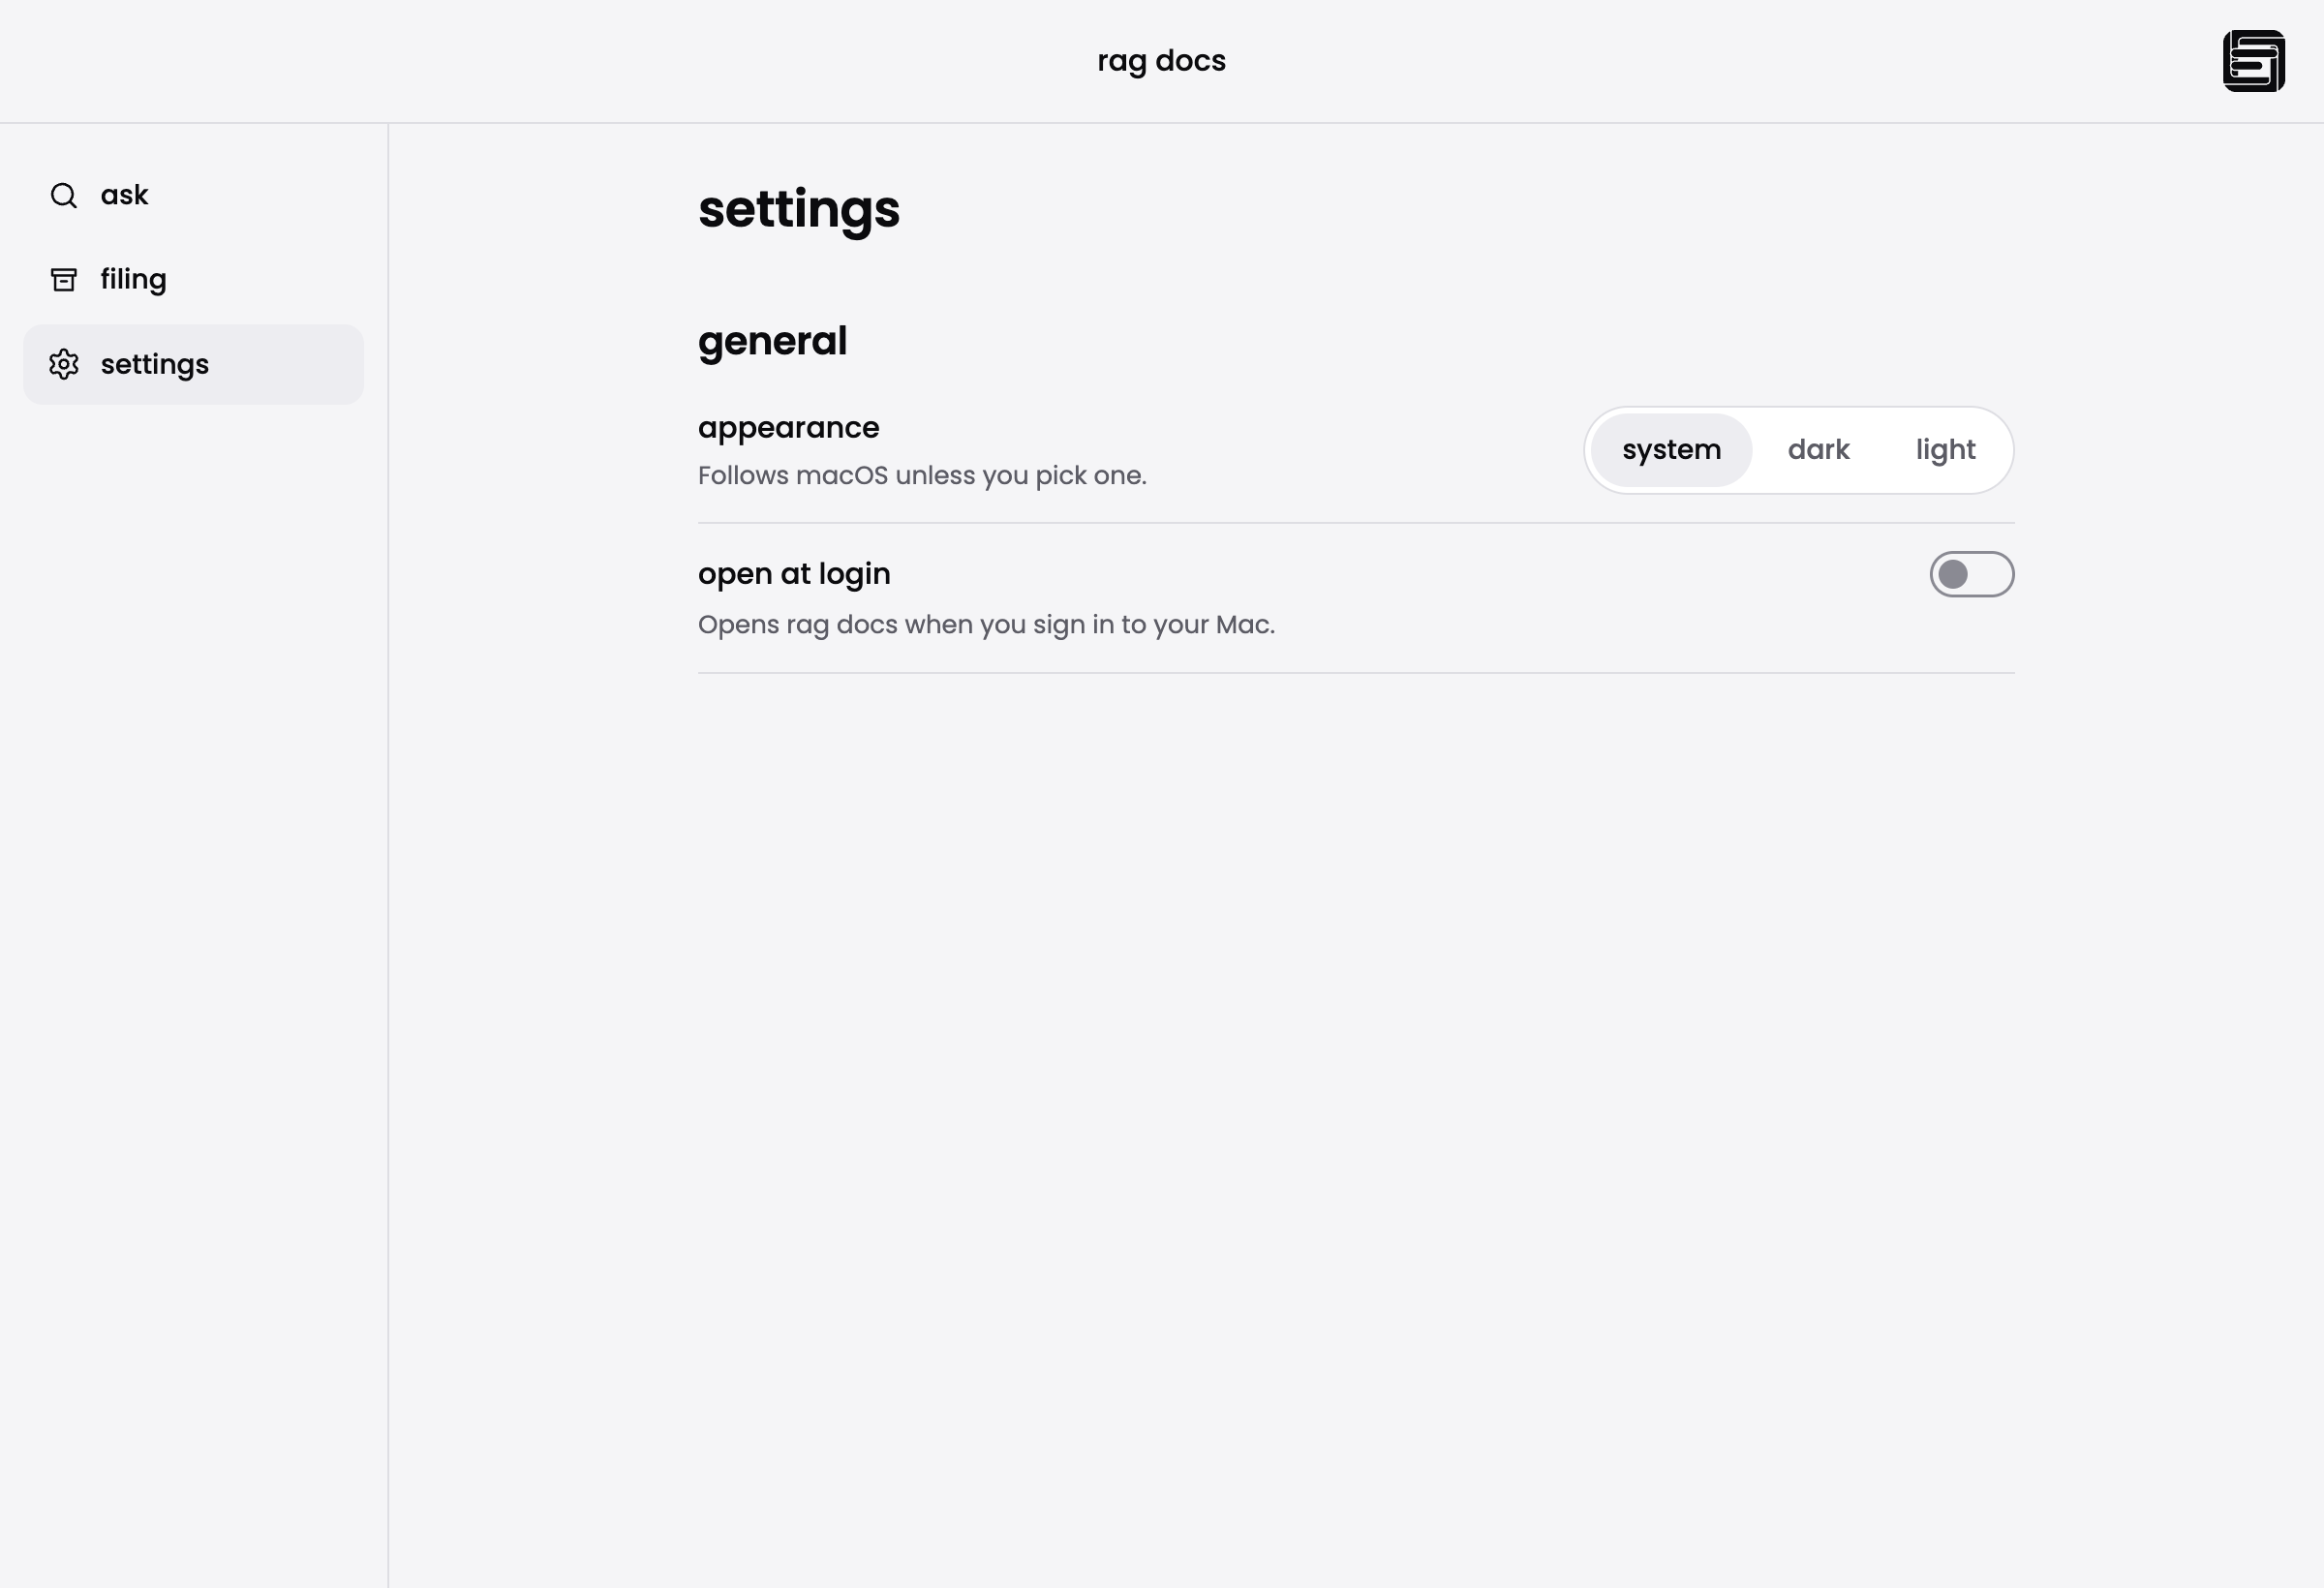 rag docs
ask
filing
settings
settings
general
appearance
Follows macOS unless you pick one.
system dark light
open at login
Opens rag docs when you sign in to your Mac.